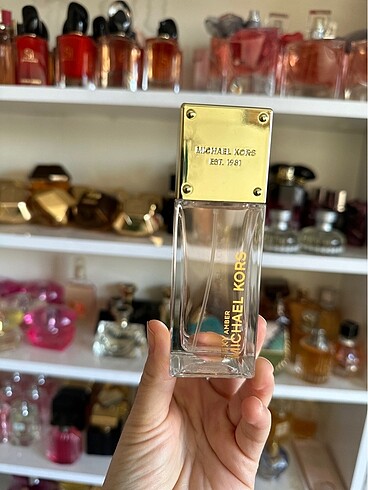 MICHAEL KORS
EST. 1981
MICHAEL KORS
AMBER